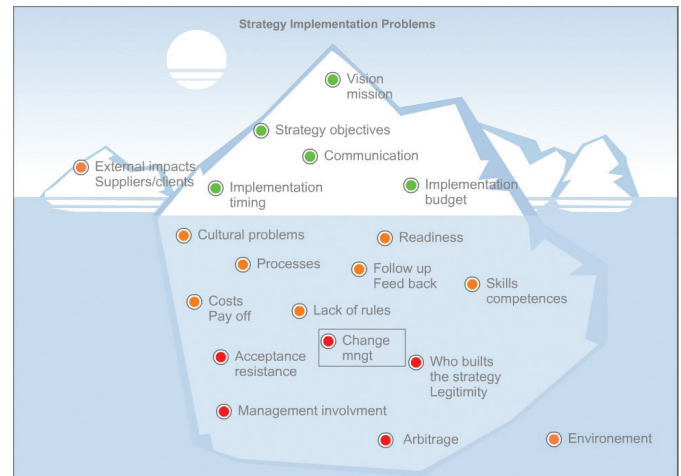 Strategy Implementation Problems
Vision
mission
Strategy objectives
Communication
External impacts
Suppliers/clients
Implementation
timing
Implementation
budget
Cultural problems
Readiness
Processes
Follow up
Feed back
Skills
competences
Costs
Pay off
Lack of rules
Change
mngt
Acceptance
resistance
Who builts
the strategy
Legitimity
Management involvment
Arbitrage
Environement